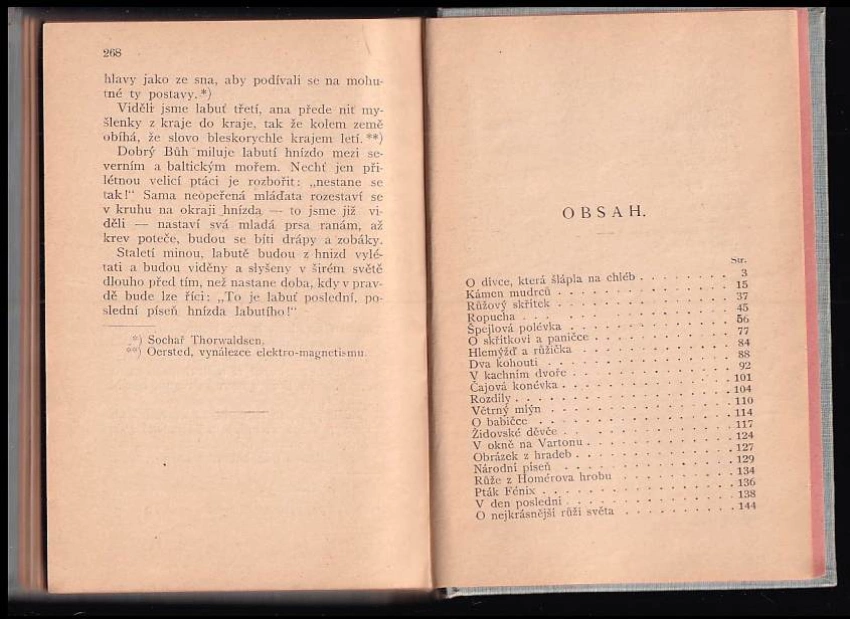 268
hlavy jako ze sna, aby podívali se na mohu-
tné ty postavy.*)
Viděli jsme labuť třetí, ana přede niť my-
šlenky z kraje do kraje, tak že kolem země
obíhá, že slovo bleskorychle krajem letí.**)
Dobrý Bůh miluje labutí hnízdo mezi se-
verním a baltickým mořem. Nechť jen při-
létnou velicí ptáci je rozbořit: „nestane se
tak!“ Sama neopeřená mláďata rozestaví se
v kruhu na okraji hnízda — to jsme již vi-
děli — nastaví svá mladá prsa ranám, až
krev poteče, budou se bíti drápy a zobáky.
Staletí minou, labutě budou z hnízd vylé-
tati a budou viděny a slyšeny v širém světě
dlouho před tím, než nastane doba, kdy v prav-
dě bude lze říci: „To je labuť poslední, po-
slední píseň hnízda labutího!“
*) Sochař Thorwaldsen.
**) Oersted, vynálezce elektro-magnetismu.
OBSAH.
Str.
O dívce, která šlápla na chléb . . . . . . . . 3
Kámen mudrců . . . . . . . . . . . . . 15
Růžový skřítek . . . . . . . . . . . . . 37
Ropucha . . . . . . . . . . . . . . . 45
Špejlová polévka . . . . . . . . . . . . 56
O skřítkovi a paničce . . . . . . . . . . 77
Hlemýžď a růžička . . . . . . . . . . . 84
Dva kohouti . . . . . . . . . . . . . . 88
V kachním dvoře . . . . . . . . . . . . 92
Čajová konévka . . . . . . . . . . . . . 101
Rozdíly . . . . . . . . . . . . . . . . 104
Větrný mlýn . . . . . . . . . . . . . . 110
O babičce . . . . . . . . . . . . . . . 114
Židovské děvče . . . . . . . . . . . . . 117
V okně na Vartonu . . . . . . . . . . . 124
Obrázek z hradeb . . . . . . . . . . . . 127
Národní píseň . . . . . . . . . . . . . 129
Růže z Homérova hrobu . . . . . . . . . 134
Pták Fénix . . . . . . . . . . . . . . . 136
V den poslední . . . . . . . . . . . . . 138
O nejkrásnější růži světa . . . . . . . . . 144